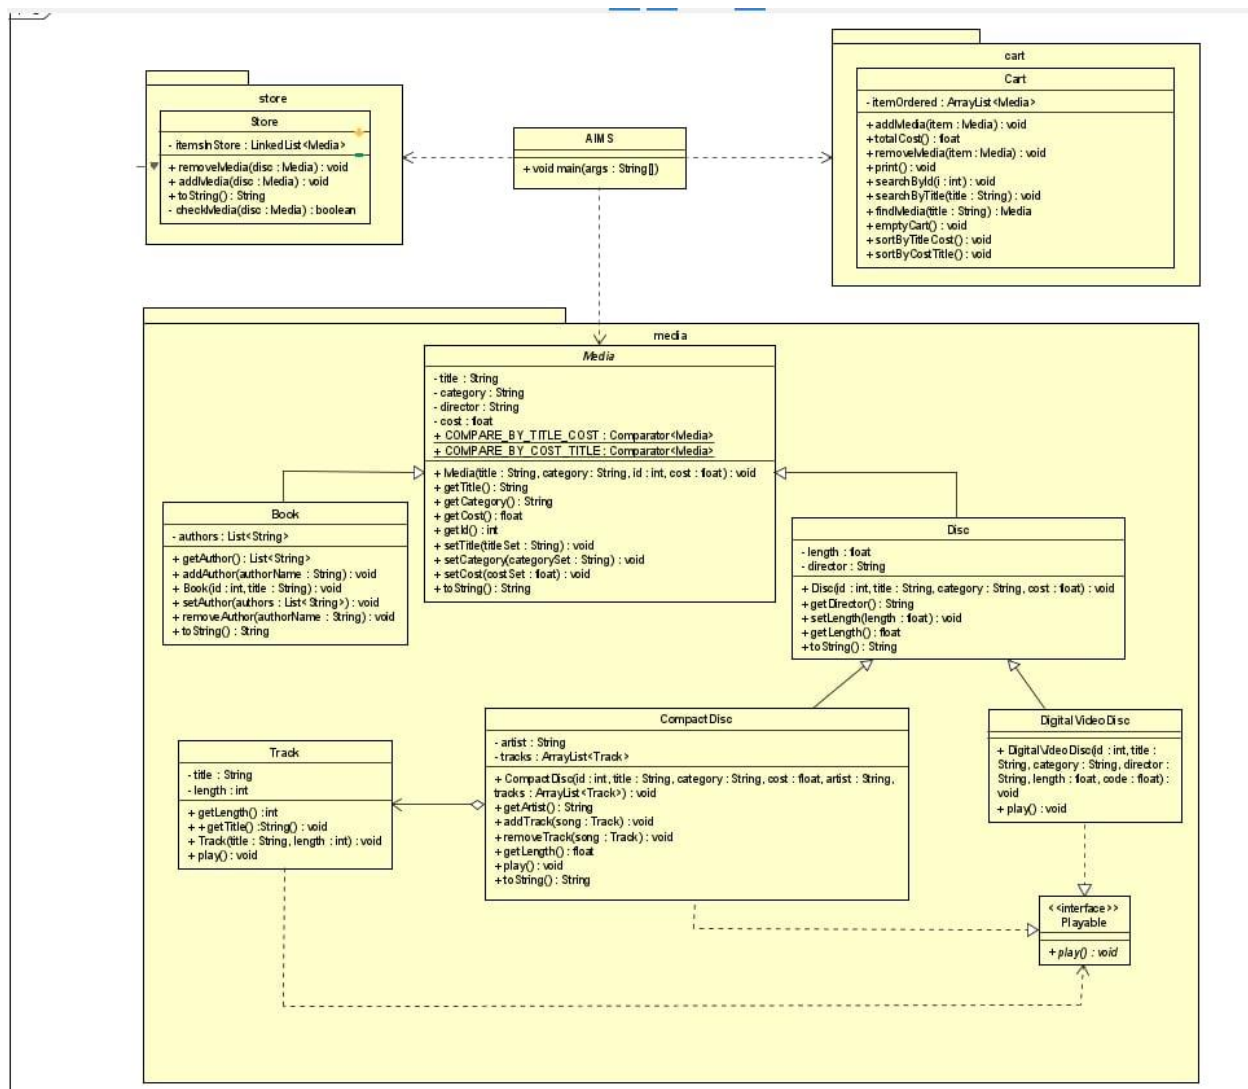 store
Store
- itemsInStore : LinkedList<Media>
+ removeMedia(disc : Media) : void
+ addMedia(disc : Media) : void
+ toString() : String
- checkMedia(disc : Media) : boolean
AIMS
+ void main(args : String[])
cart
Cart
- itemOrdered : ArrayList<Media>
+ addMedia(item : Media) : void
+ totalCost() : float
+ removeMedia(item : Media) : void
+ print() : void
+ searchById(i : int) : void
+ searchByTitle(title : String) : void
+ findMedia(title : String) : Media
+ emptyCart() : void
+ sortByTitleCost() : void
+ sortByCostTitle() : void
media
Media
- title : String
- category : String
- director : String
- cost : float
+ COMPARE_BY_TITLE_COST : Comparator<Media>
+ COMPARE_BY_COST_TITLE : Comparator<Media>
+ Media(title : String, category : String, id : int, cost : float) : void
+ getTitle() : String
+ getCategory() : String
+ getCost() : float
+ getId() : int
+ setTitle(titleSet : String) : void
+ setCategory(categorySet : String) : void
+ setCost(costSet : float) : void
+ toString() : String
Book
- authors : List<String>
+ getAuthor() : List<String>
+ addAuthor(authorName : String) : void
+ Book(id : int, title : String) : void
+ setAuthor(authors : List<String>) : void
+ removeAuthor(authorName : String) : void
+ toString() : String
Disc
- length : float
- director : String
+ Disc(id : int, title : String, category : String, cost : float) : void
+ getDirector() : String
+ setLength(length : float) : void
+ getLength() : float
+ toString() : String
CompactDisc
- artist : String
- tracks : ArrayList<Track>
+ CompactDisc(id : int, title : String, category : String, cost : float, artist : String,
tracks : ArrayList<Track>) : void
+ getArtist() : String
+ addTrack(song : Track) : void
+ removeTrack(song : Track) : void
+ getLength() : float
+ play() : void
+ toString() : String
DigitalVideoDisc
+ DigitalVideoDisc(id : int, title :
String, category : String, director :
String, length : float, code : float) :
void
+ play() : void
Track
- title : String
- length : int
+ getLength() :int
+ +getTitle() :String() : void
+ Track(title : String, length : int) : void
+ play() : void
<<interface>>
Playable
+ play() : void